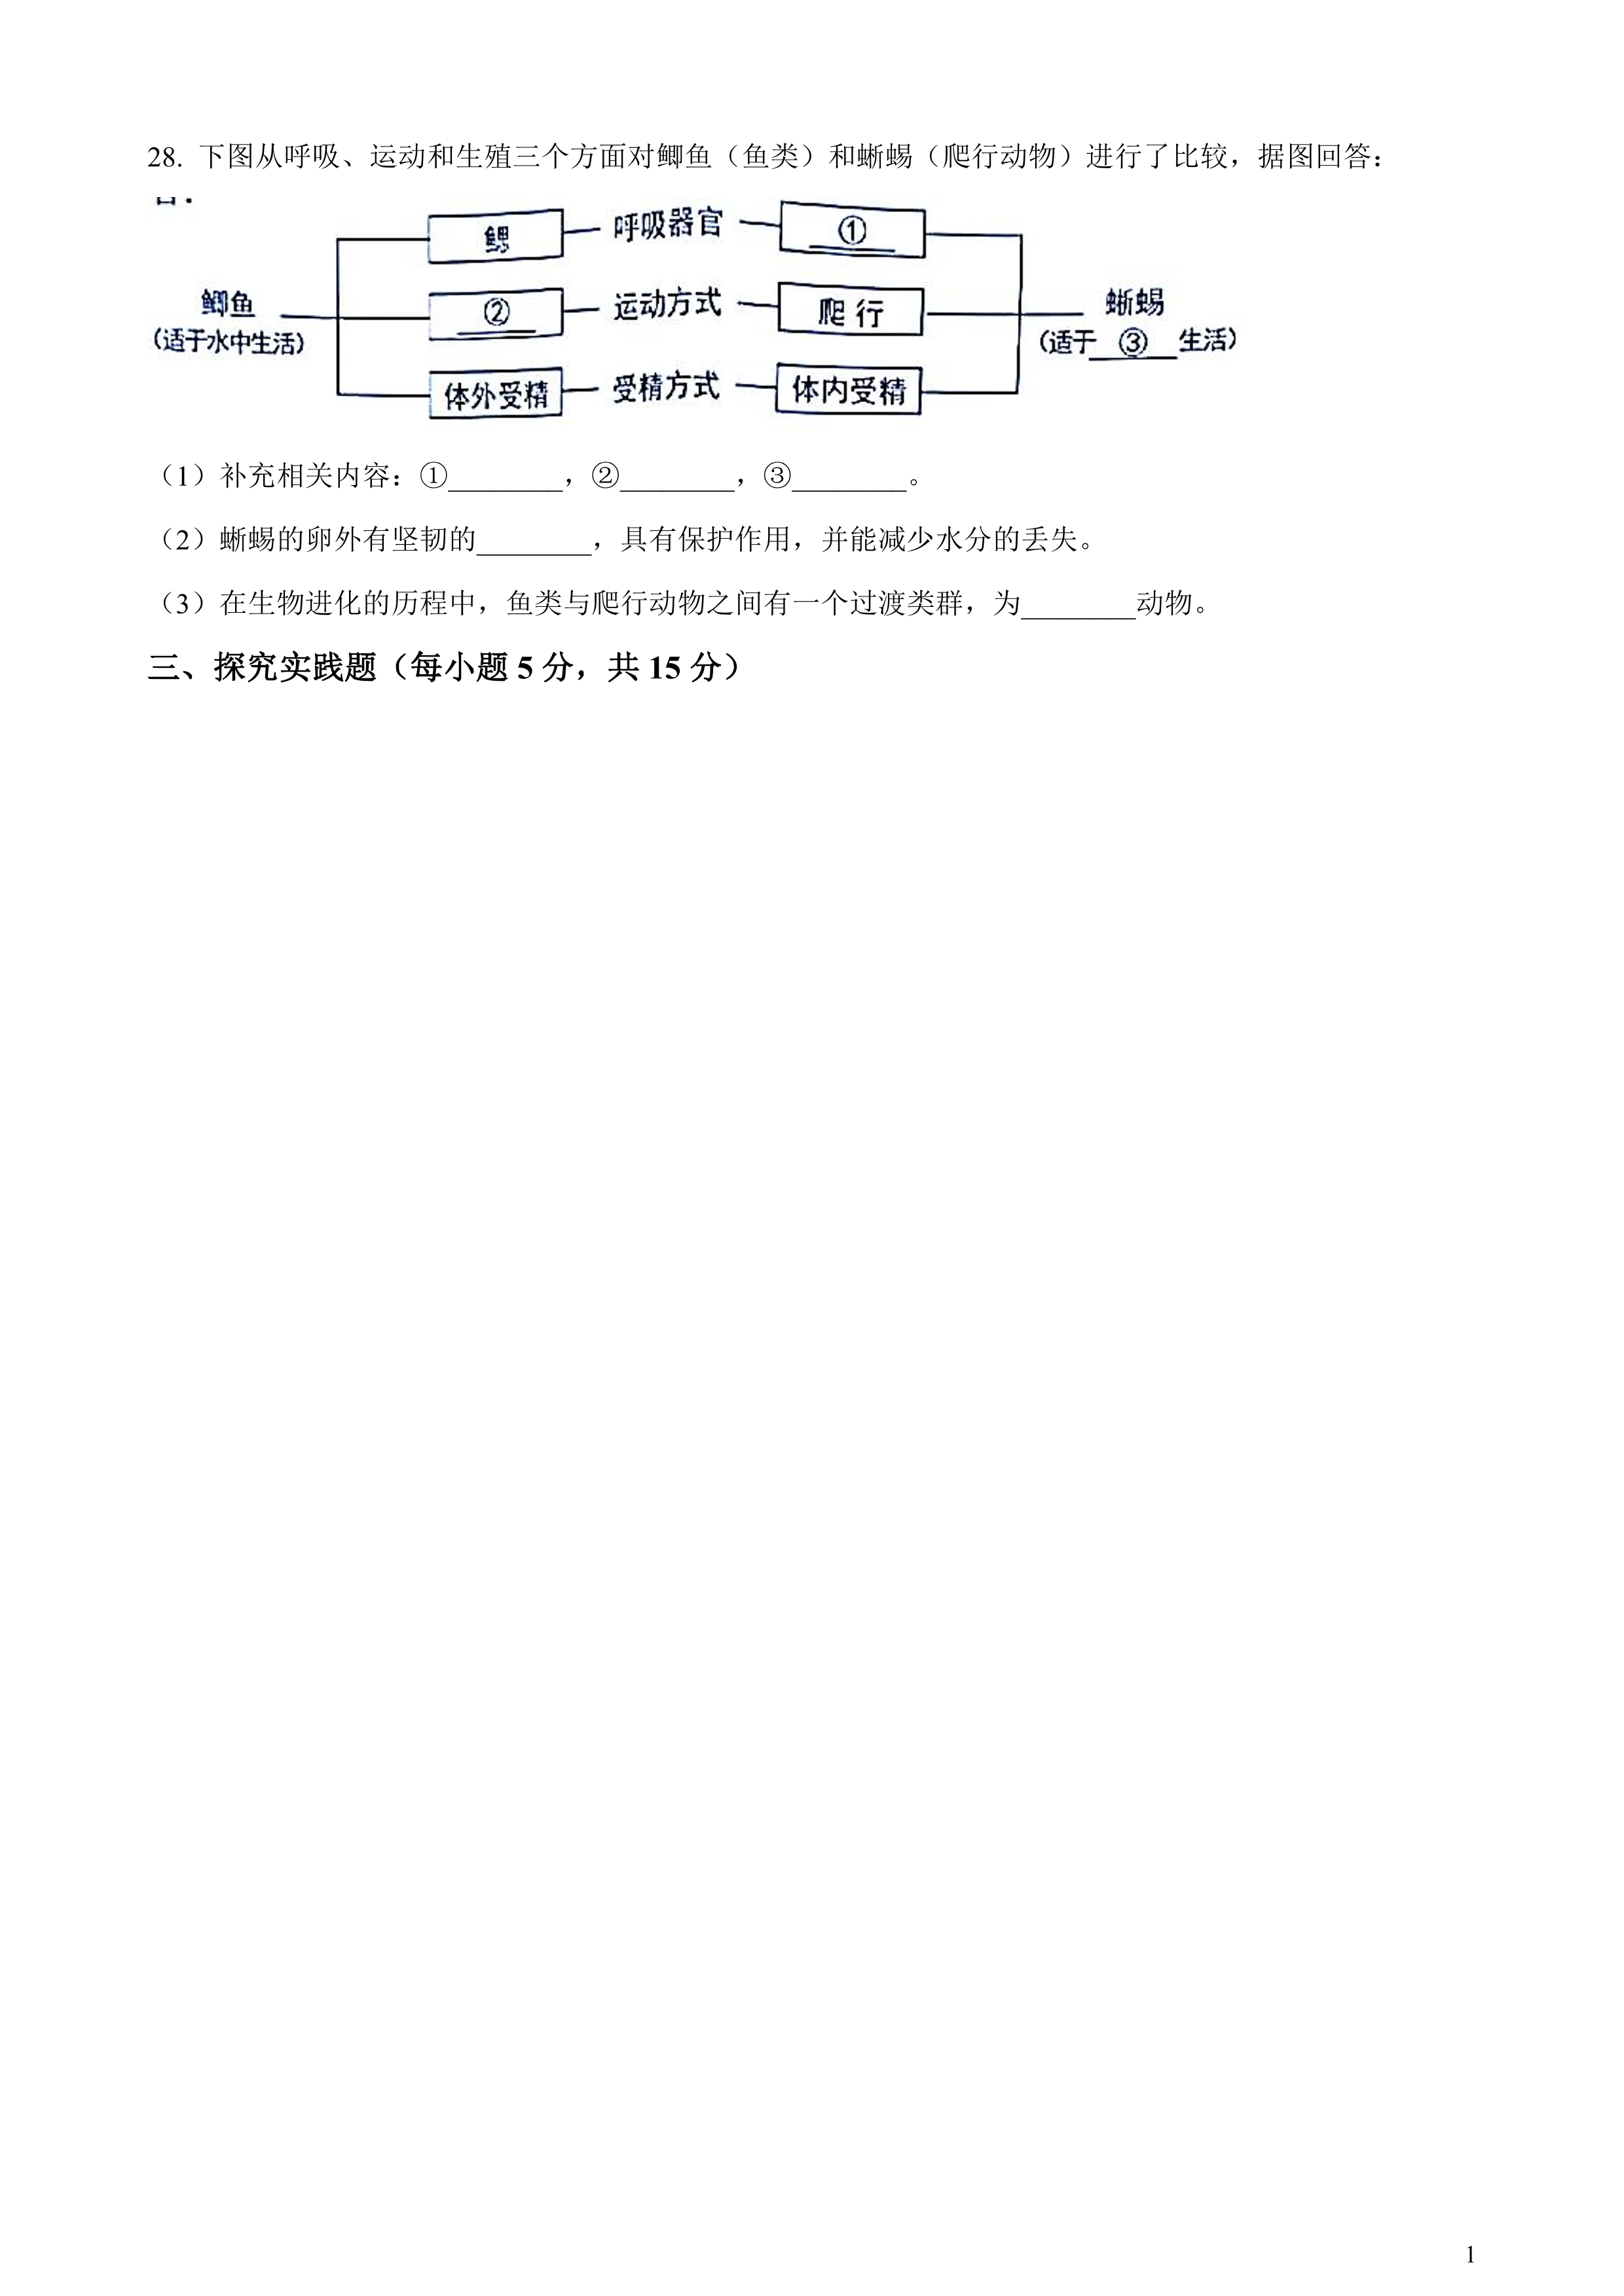 28. 下图从呼吸、运动和生殖三个方面对鲫鱼（鱼类）和蜥蜴（爬行动物）进行了比较，据图回答：
鳃 呼吸器官 ①
鲫鱼 ② 运动方式 爬行 蜥蜴
（适于水中生活） （适于 ③ 生活）
体外受精 受精方式 体内受精
（1）补充相关内容：①________，②________，③________。
（2）蜥蜴的卵外有坚韧的________，具有保护作用，并能减少水分的丢失。
（3）在生物进化的历程中，鱼类与爬行动物之间有一个过渡类群，为________动物。
三、探究实践题（每小题 5 分，共 15 分）
1